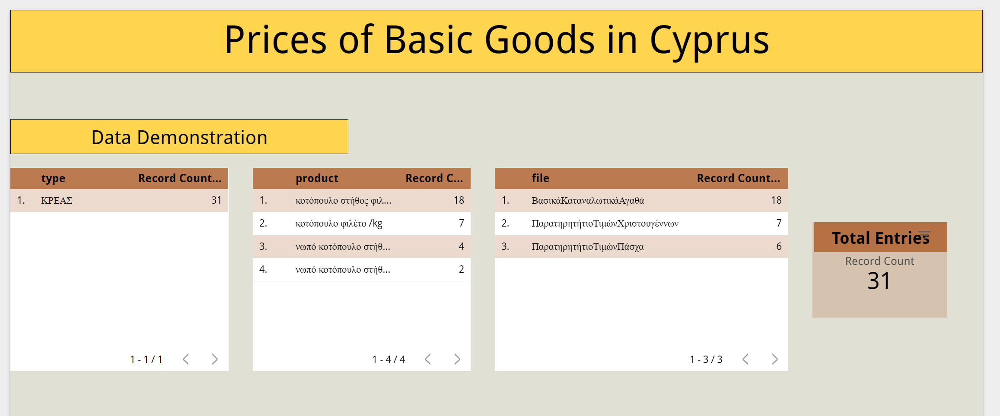 Prices of Basic Goods in Cyprus
Data Demonstration
type Record Count...
1. ΚΡΕΑΣ 31
1 - 1 / 1
product Record C...
1. κοτόπουλο στήθος φιλ... 18
2. κοτόπουλο φιλέτο /kg 7
3. νωπό κοτόπουλο στήθ... 4
4. νωπό κοτόπουλο στήθ... 2
1 - 4 / 4
file Record Count...
1. ΒασικάΚαταναλωτικάΑγαθά 18
2. ΠαρατηρητήτιοΤιμώνΧριστουγέννων 7
3. ΠαρατηρητήτιοΤιμώνΠάσχα 6
1 - 3 / 3
Total Entries
Record Count
31